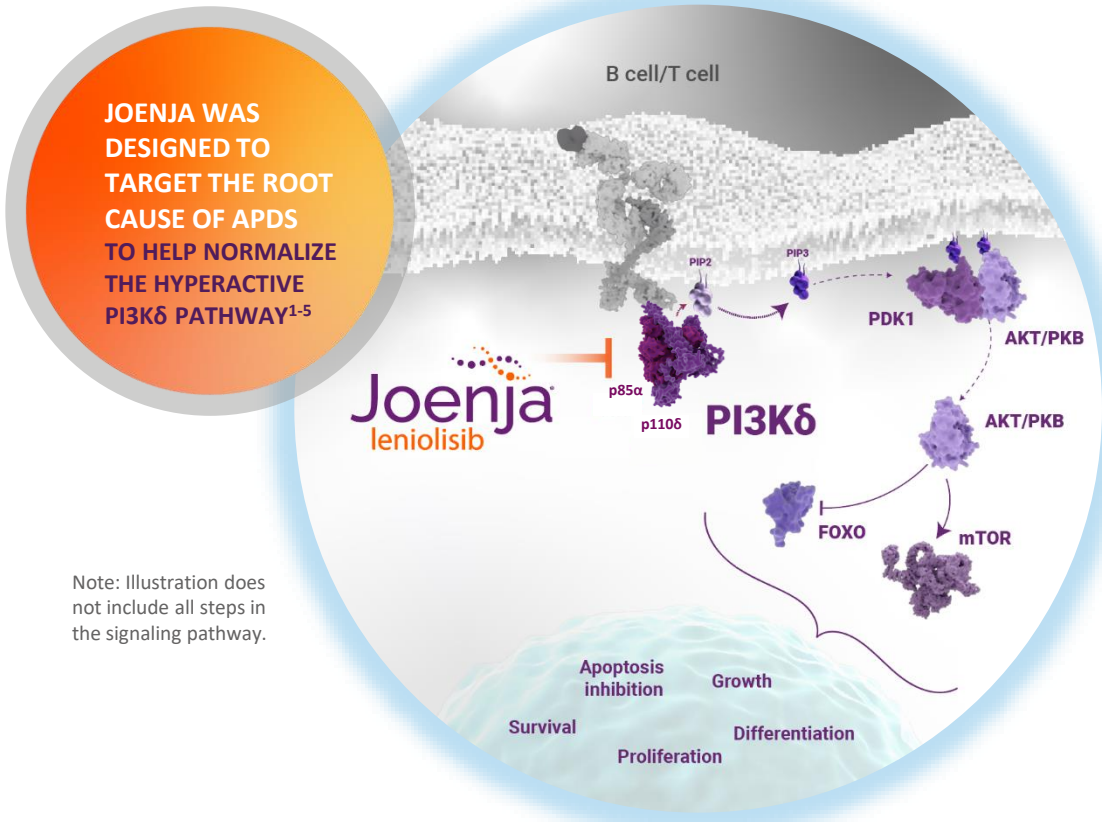 JOENJA WAS
DESIGNED TO
TARGET THE ROOT
CAUSE OF APDS
TO HELP NORMALIZE
THE HYPERACTIVE
PI3Kδ PATHWAY¹⁻⁵
B cell/T cell
PIP2
PIP3
PDK1
AKT/PKB
Joenja®
leniolisib
p85α
p110δ
PI3Kδ
AKT/PKB
FOXO
mTOR
Note: Illustration does
not include all steps in
the signaling pathway.
Apoptosis
inhibition
Growth
Survival
Differentiation
Proliferation